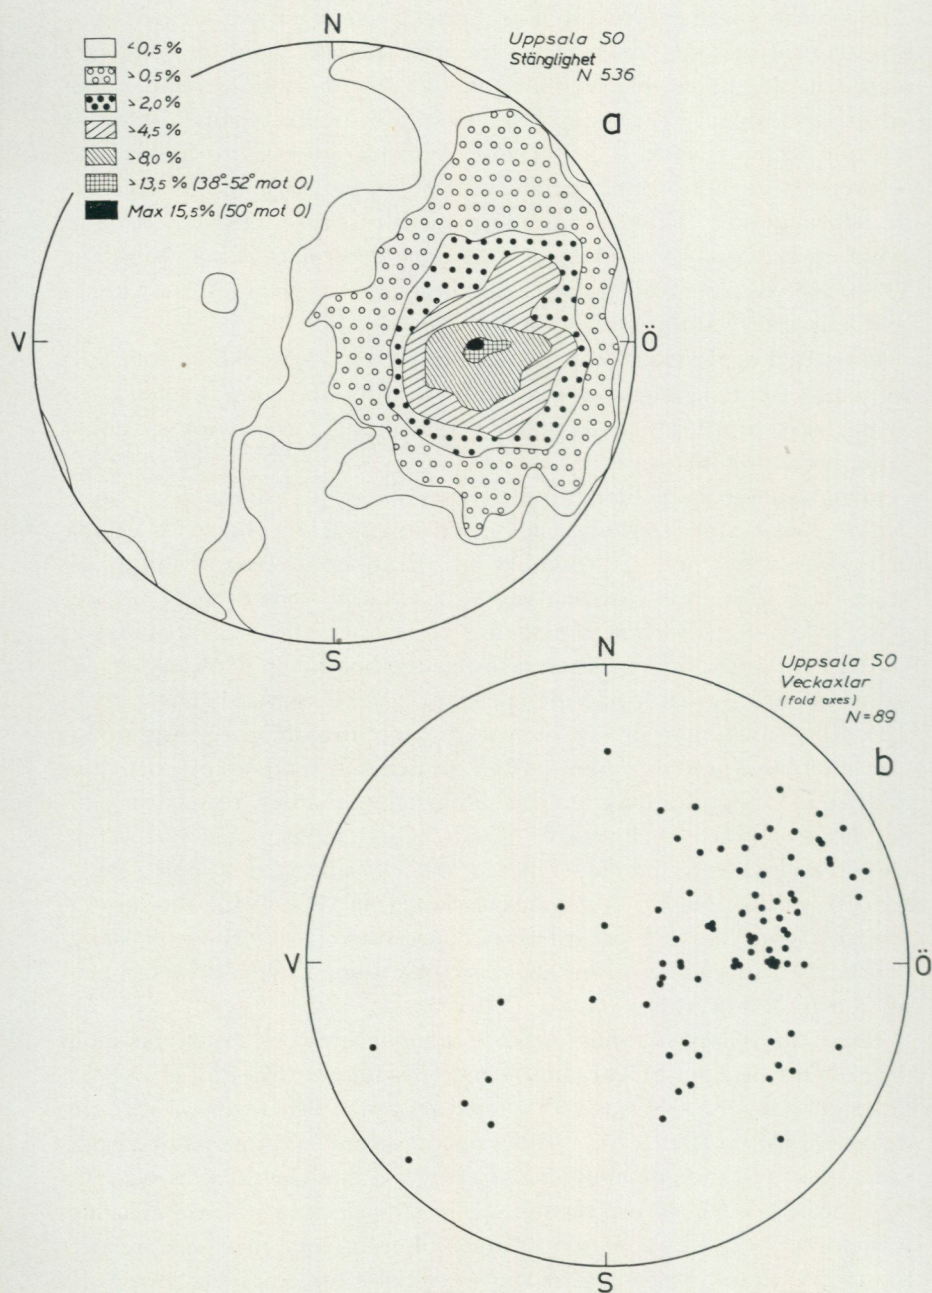 N
< 0,5 %
> 0,5 %
> 2,0 %
> 4,5 %
> 8,0 %
> 13,5 % (38°-52° mot O)
Max 15,5% (50° mot O)
Uppsala SO
Stänglighet
N 536
a
V
Ö
S
N
Uppsala SO
Veckaxlar
(fold axes)
N=89
b
V
Ö
S